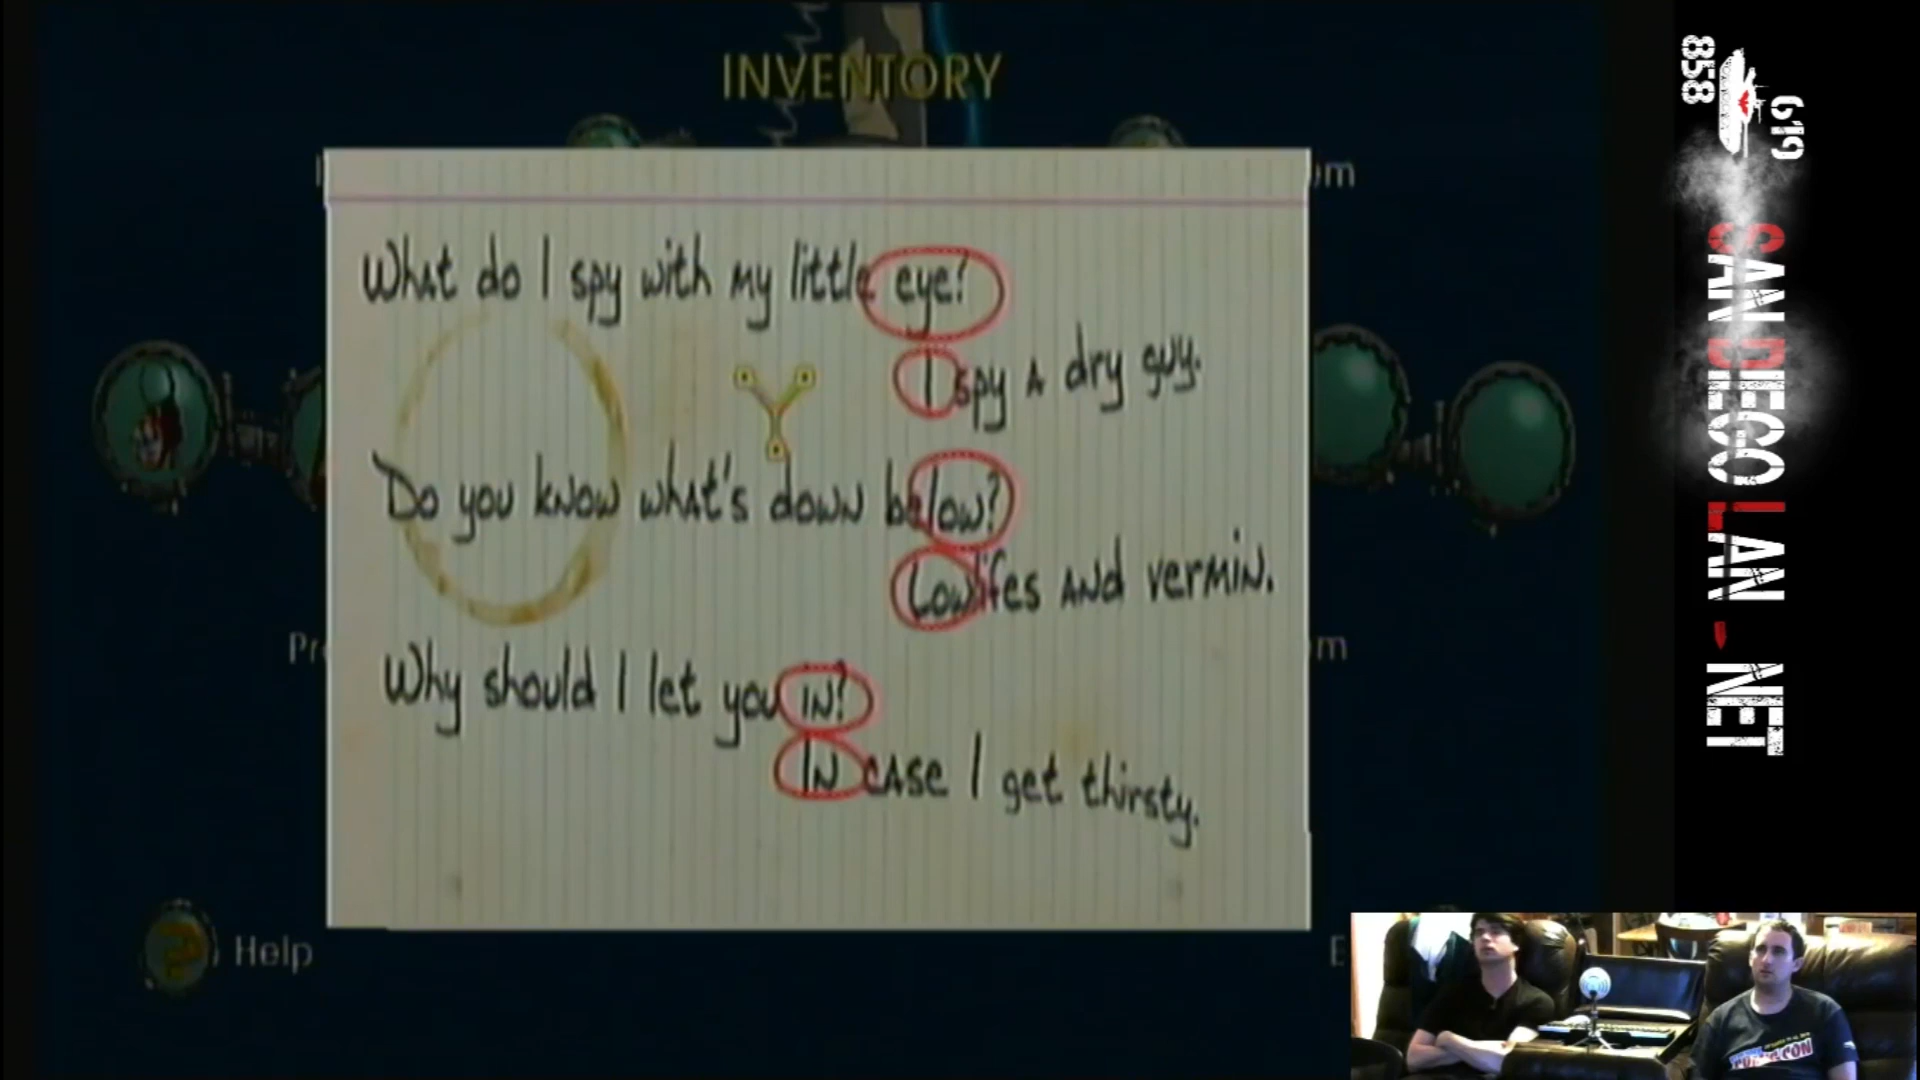 INVENTORY
What do I spy with my little eye?
I spy a dry guy.
Do you know what's down below?
Lowlifes and vermin.
Why should I let you in?
In case I get thirsty.
Help
858
619
SAN DIEGO LAN - NET